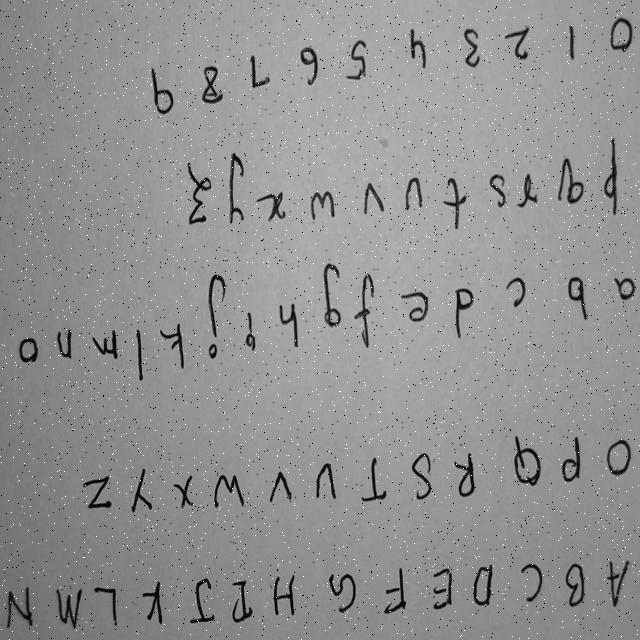 A B C D E F G H I J K L M N
O P Q R S T U V W X Y Z
a b c d e f g h i j k l m n o
p q r s t u v w x y z
0 1 2 3 4 5 6 7 8 9